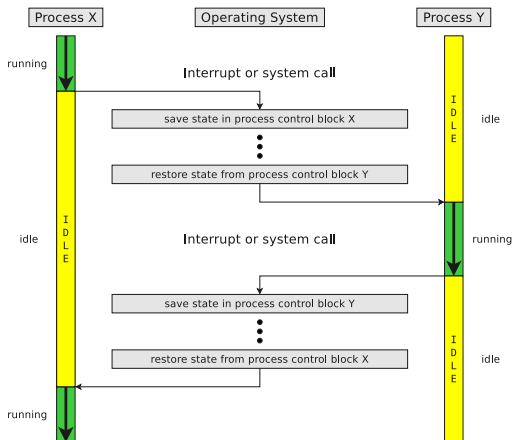 Process X
Operating System
Process Y
running
Interrupt or system call
IDLE
idle
save state in process control block X
restore state from process control block Y
idle
IDLE
Interrupt or system call
running
save state in process control block Y
restore state from process control block X
IDLE
idle
running